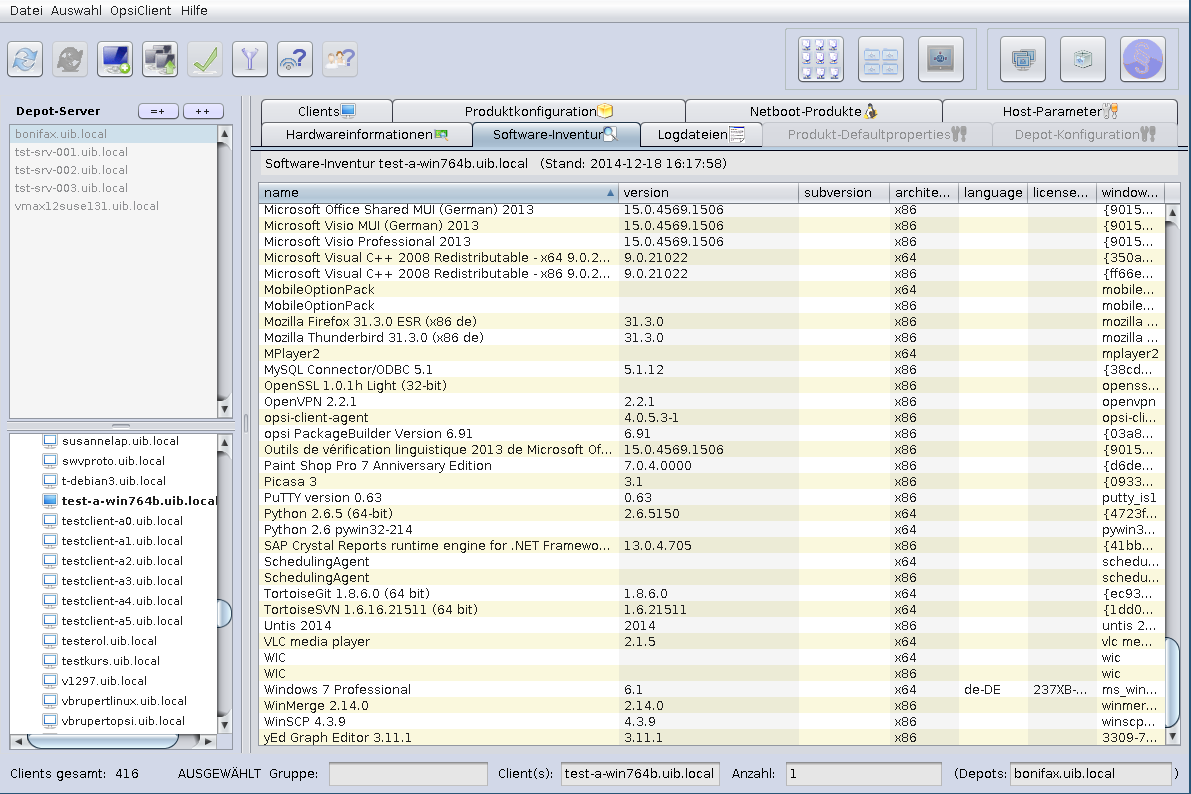 Datei Auswahl OpsiClient Hilfe
Depot-Server =+ ++
bonifax.uib.local
tst-srv-001.uib.local
tst-srv-002.uib.local
tst-srv-003.uib.local
vmax12suse131.uib.local
susannelap.uib.local
swvproto.uib.local
t-debian3.uib.local
test-a-win764b.uib.local
testclient-a0.uib.local
testclient-a1.uib.local
testclient-a2.uib.local
testclient-a3.uib.local
testclient-a4.uib.local
testclient-a5.uib.local
testerol.uib.local
testkurs.uib.local
v1297.uib.local
vbrupertlinux.uib.local
vbrupertopsi.uib.local
Clients Produktkonfiguration Netboot-Produkte Host-Parameter
Hardwareinformationen Software-Inventur Logdateien Produkt-Defaultproperties Depot-Konfiguration
Software-Inventur test-a-win764b.uib.local (Stand: 2014-12-18 16:17:58)
name version subversion archite... language license... window...
Microsoft Office Shared MUI (German) 2013 15.0.4569.1506 x86 {9015...
Microsoft Visio MUI (German) 2013 15.0.4569.1506 x86 {9015...
Microsoft Visio Professional 2013 15.0.4569.1506 x86 {9015...
Microsoft Visual C++ 2008 Redistributable - x64 9.0.2... 9.0.21022 x64 {350a...
Microsoft Visual C++ 2008 Redistributable - x86 9.0.2... 9.0.21022 x86 {ff66e...
MobileOptionPack x64 mobile...
MobileOptionPack x86 mobile...
Mozilla Firefox 31.3.0 ESR (x86 de) 31.3.0 x86 mozilla ...
Mozilla Thunderbird 31.3.0 (x86 de) 31.3.0 x86 mozilla ...
MPlayer2 x64 mplayer2
MySQL Connector/ODBC 5.1 5.1.12 x86 {38cd...
OpenSSL 1.0.1h Light (32-bit) x86 openss...
OpenVPN 2.2.1 2.2.1 x86 openvpn
opsi-client-agent 4.0.5.3-1 x86 opsi-cli...
opsi PackageBuilder Version 6.91 6.91 x86 {03a8...
Outils de vérification linguistique 2013 de Microsoft Of... 15.0.4569.1506 x86 {9015...
Paint Shop Pro 7 Anniversary Edition 7.0.4.0000 x86 {d6de...
Picasa 3 3.1 x86 {0933...
PuTTY version 0.63 0.63 x86 putty_is1
Python 2.6.5 (64-bit) 2.6.5150 x64 {4723f...
Python 2.6 pywin32-214 x64 pywin3...
SAP Crystal Reports runtime engine for .NET Framewo... 13.0.4.705 x86 {41bb...
SchedulingAgent x64 schedu...
SchedulingAgent x86 schedu...
TortoiseGit 1.8.6.0 (64 bit) 1.8.6.0 x64 {ec93...
TortoiseSVN 1.6.16.21511 (64 bit) 1.6.21511 x64 {1dd0...
Untis 2014 2014 x86 untis 2...
VLC media player 2.1.5 x64 vlc me...
WIC x64 wic
WIC x86 wic
Windows 7 Professional 6.1 x64 de-DE 237XB-... ms_win...
WinMerge 2.14.0 2.14.0 x86 winmer...
WinSCP 4.3.9 4.3.9 x86 winscp...
yEd Graph Editor 3.11.1 3.11.1 x86 3309-7...
Clients gesamt: 416 AUSGEWÄHLT Gruppe: Client(s): test-a-win764b.uib.local Anzahl: 1 (Depots: bonifax.uib.local )